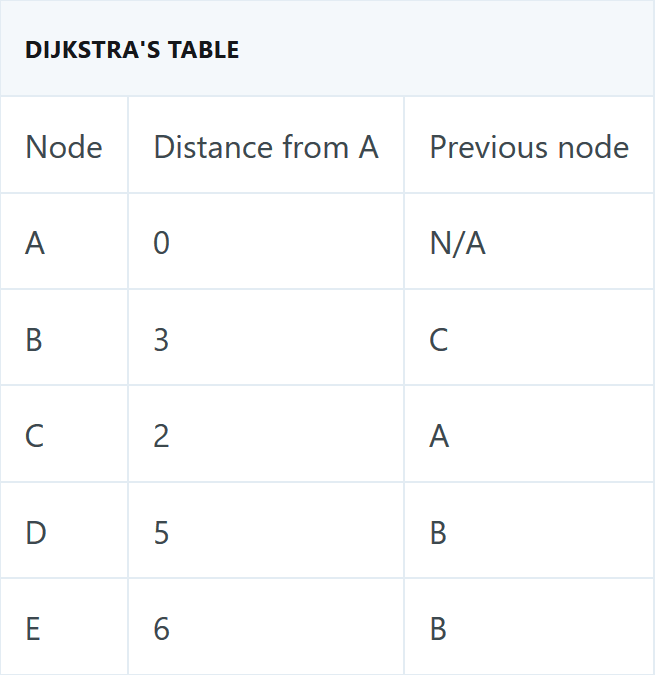 DIJKSTRA'S TABLE
Node Distance from A Previous node
A 0 N/A
B 3 C
C 2 A
D 5 B
E 6 B